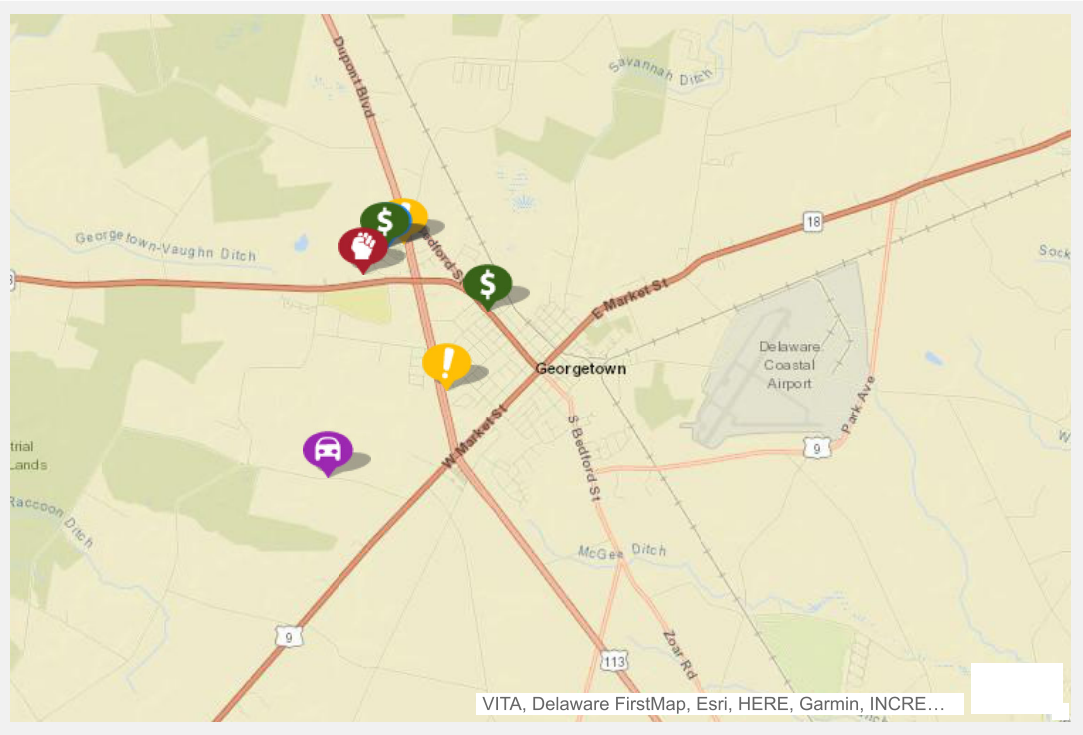 Dupont Blvd
Savannah Ditch
$
18
Georgetown-Vaughn Ditch
Bedford St
Sock
$
E Market St
!
Georgetown
Delaware
Coastal
Airport
Park Ave
W Market St
trial
Lands
S Bedford St
9
W
Raccoon Ditch
McGee Ditch
9
Zoar Rd
113
VITA, Delaware FirstMap, Esri, HERE, Garmin, INCRE…